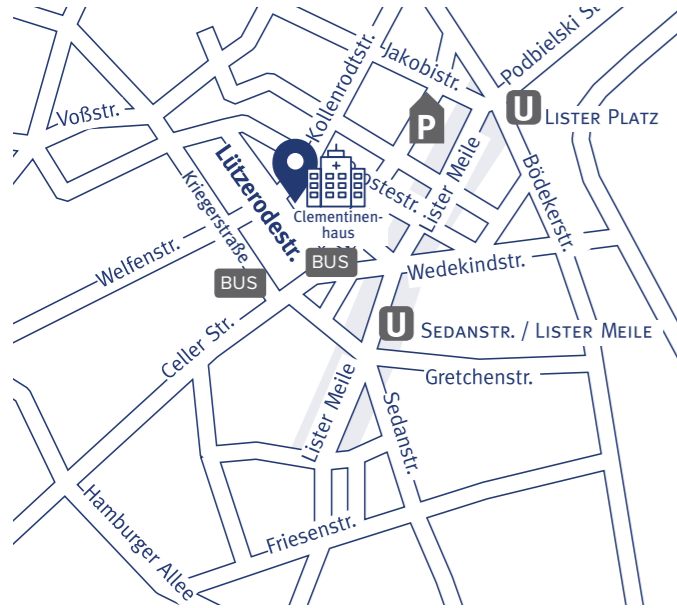 Podbielski St
Kollenrodtstr.
Jakobistr.
Voßstr.
P
U LISTER PLATZ
Lister Meile
Lützerodestr.
Kriegerstraße
ostestr.
Bödekerstr.
Clementinen-
haus
Welfenstr.
BUS
BUS
Wedekindstr.
Celler Str.
U SEDANSTR. / LISTER MEILE
Gretchenstr.
Lister Meile
Sedanstr.
Hamburger Allee
Friesenstr.